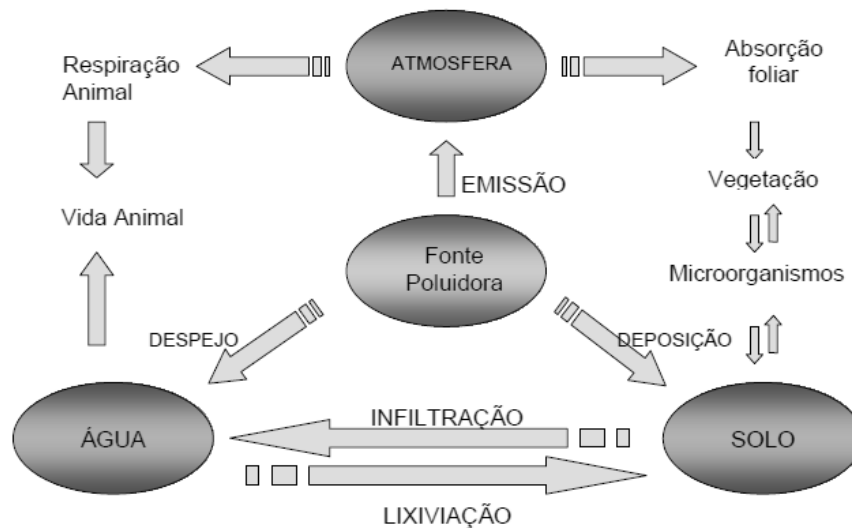 ATMOSFERA
Respiração
Animal
Absorção
foliar
EMISSÃO
Vegetação
Vida Animal
Fonte
Poluidora
Microorganismos
DESPEJO
DEPOSIÇÃO
ÁGUA
INFILTRAÇÃO
SOLO
LIXIVIAÇÃO